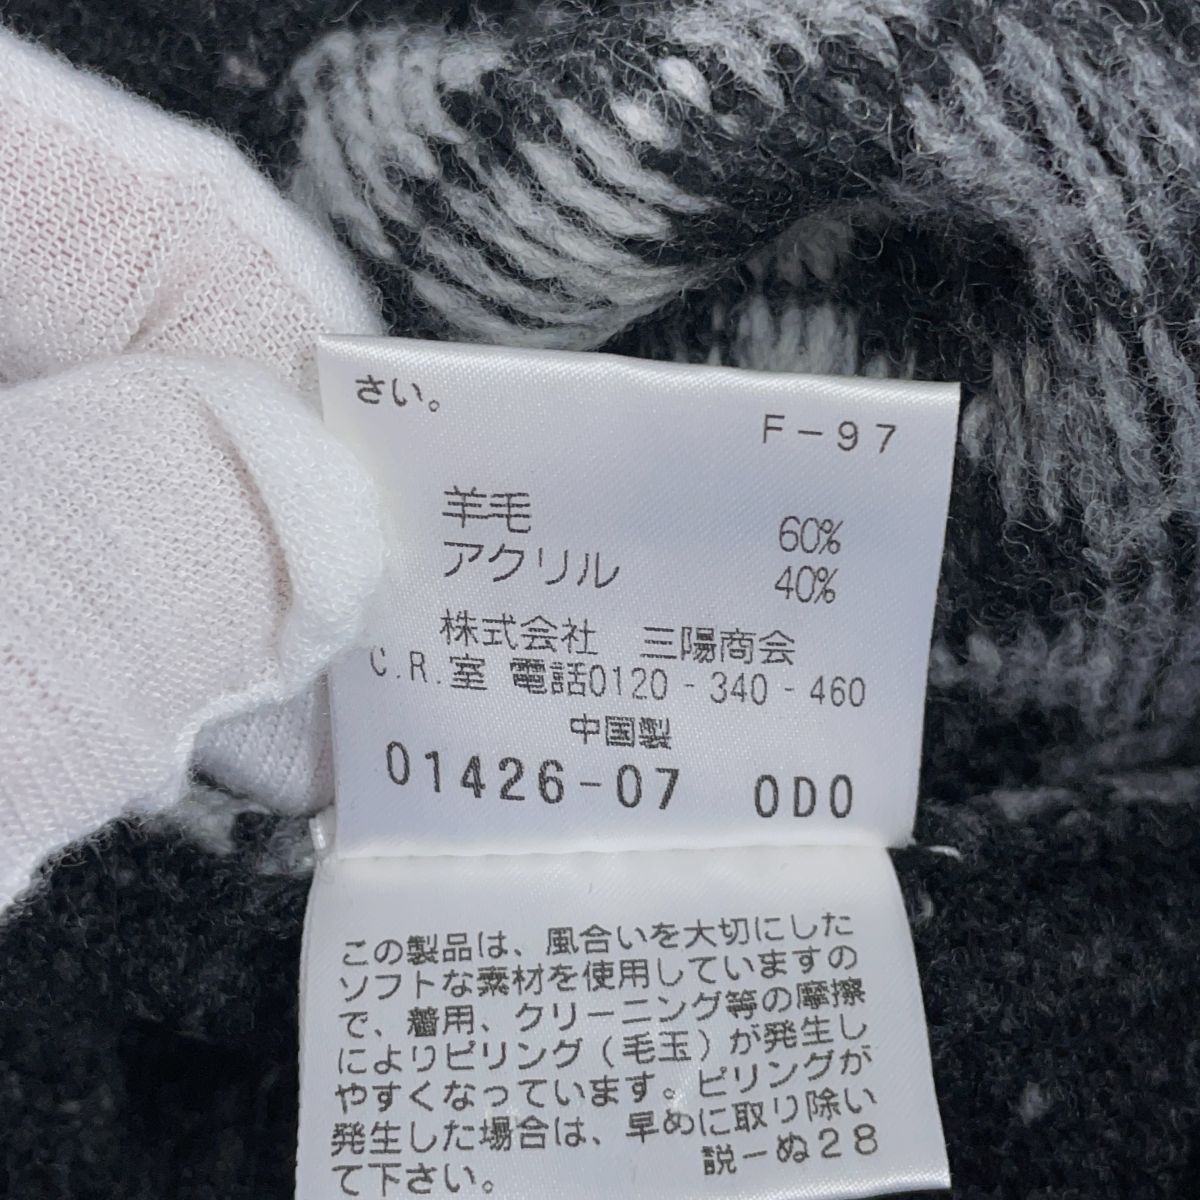 さい。
F-97
羊毛 60%
アクリル 40%
株式会社 三陽商会
C.R.室 電話0120-340-460
中国製
01426-07 0D0
この製品は、風合いを大切にした
ソフトな素材を使用していますの
で、着用、クリーニング等の摩擦
によりピリング(毛玉)が発生し
やすくなっています。ピリングが
発生した場合は、早めに取り除い
て下さい。 説-ぬ28